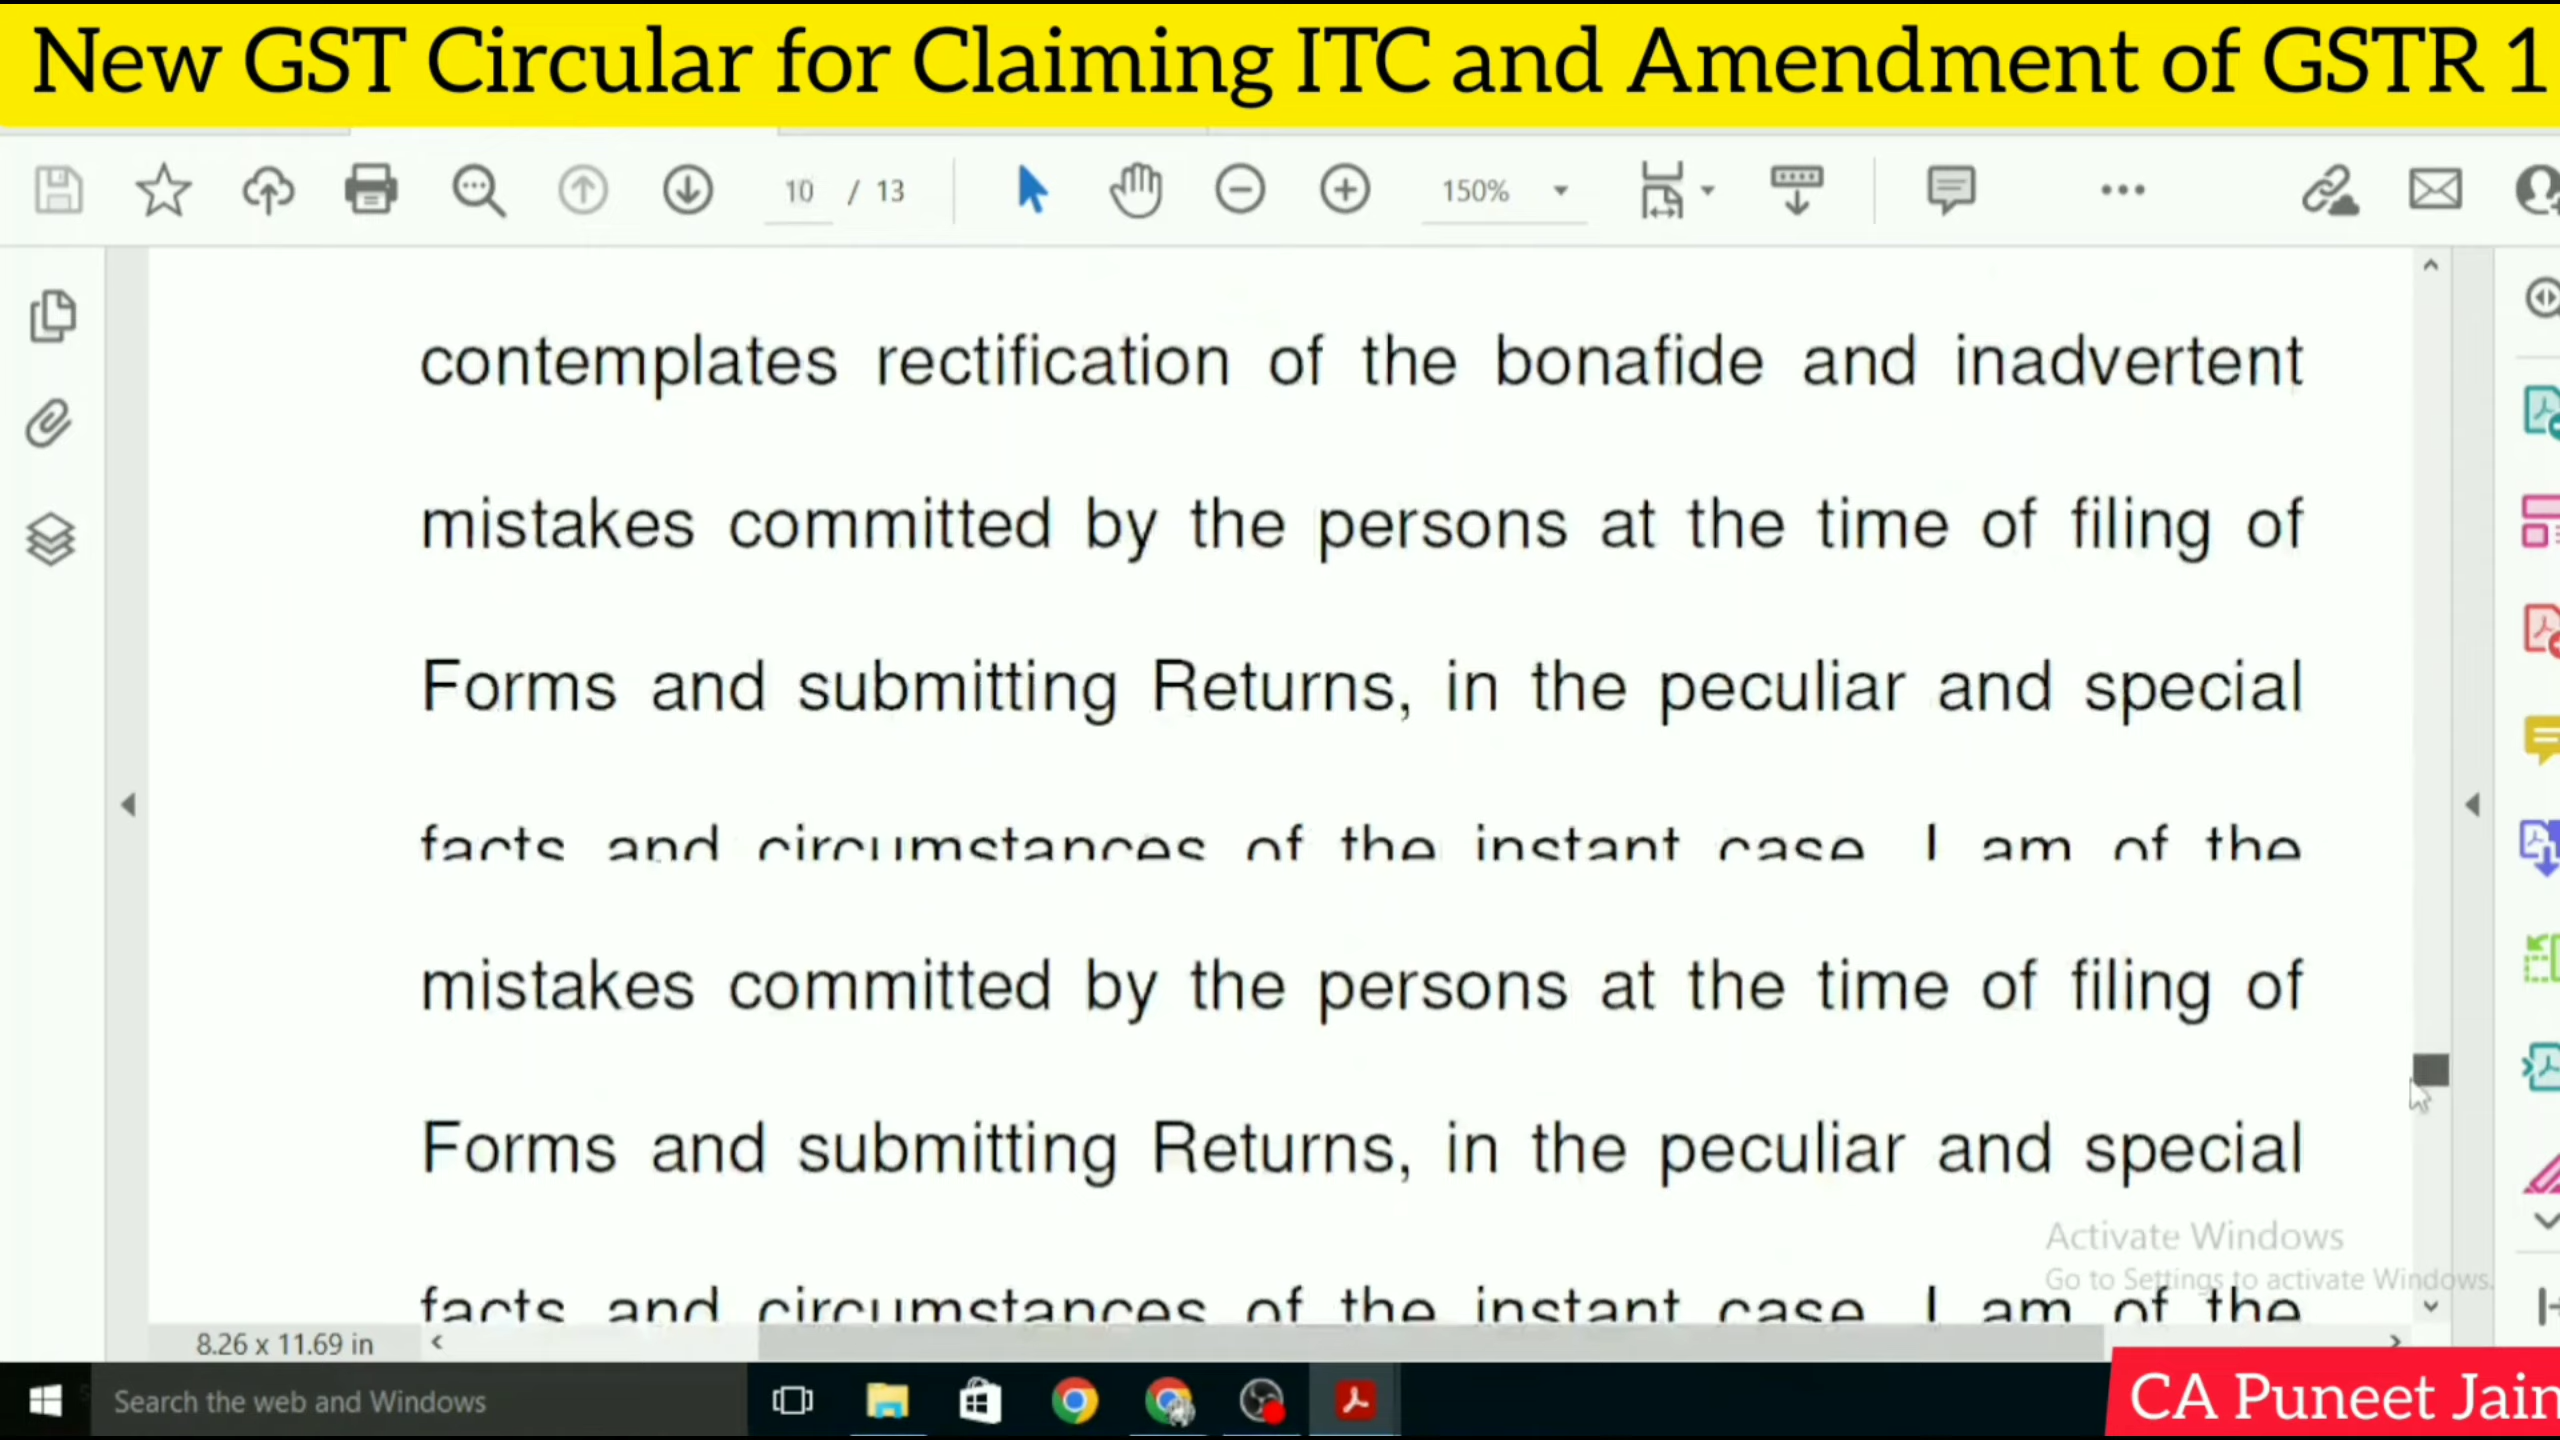 New GST Circular for Claiming ITC and Amendment of GSTR 1
10 / 13
150%
contemplates rectification of the bonafide and inadvertent
mistakes committed by the persons at the time of filing of
Forms and submitting Returns, in the peculiar and special
facts and circumstances of the instant case, I am of the
mistakes committed by the persons at the time of filing of
Forms and submitting Returns, in the peculiar and special
Activate Windows
Go to Settings to activate Windows.
facts and circumstances of the instant case, I am of the
8.26 x 11.69 in
Search the web and Windows
CA Puneet Jain